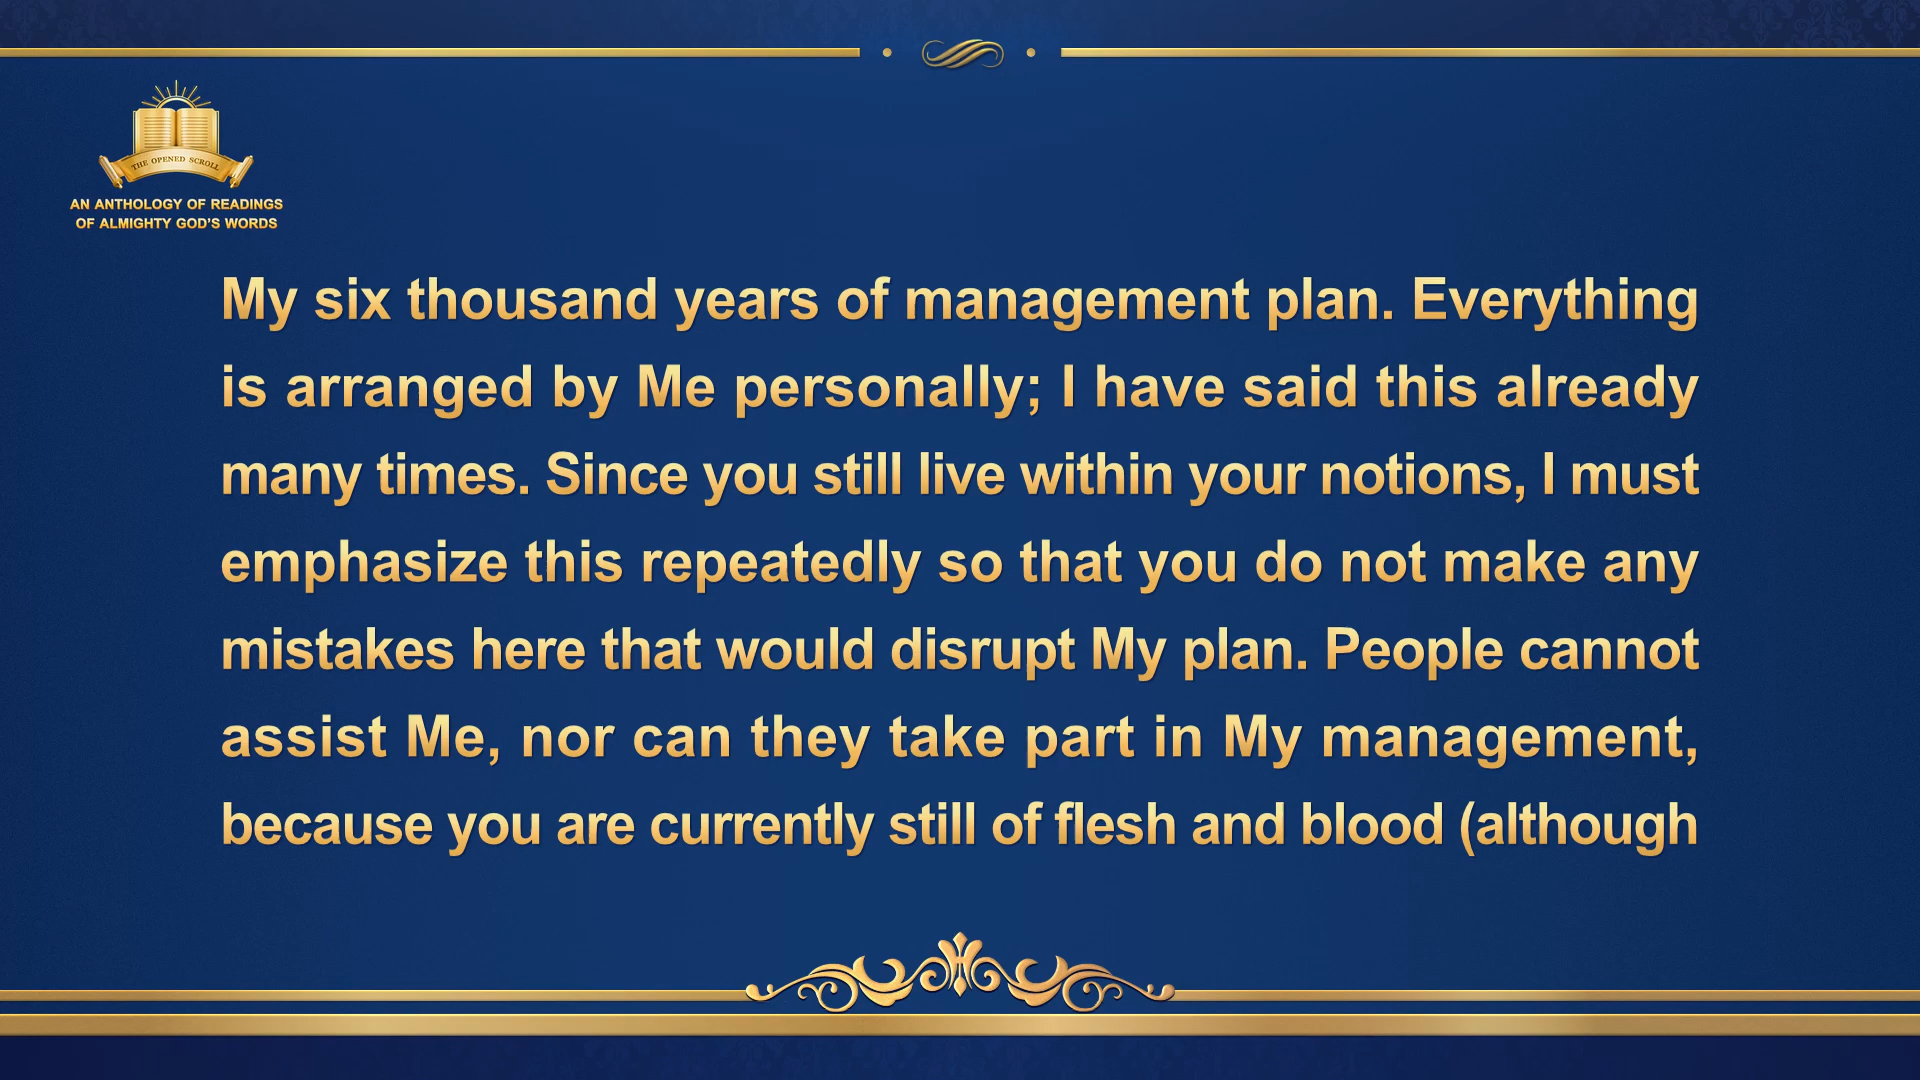 THE OPENED SCROLL
AN ANTHOLOGY OF READINGS
OF ALMIGHTY GOD'S WORDS
My six thousand years of management plan. Everything
is arranged by Me personally; I have said this already
many times. Since you still live within your notions, I must
emphasize this repeatedly so that you do not make any
mistakes here that would disrupt My plan. People cannot
assist Me, nor can they take part in My management,
because you are currently still of flesh and blood (although